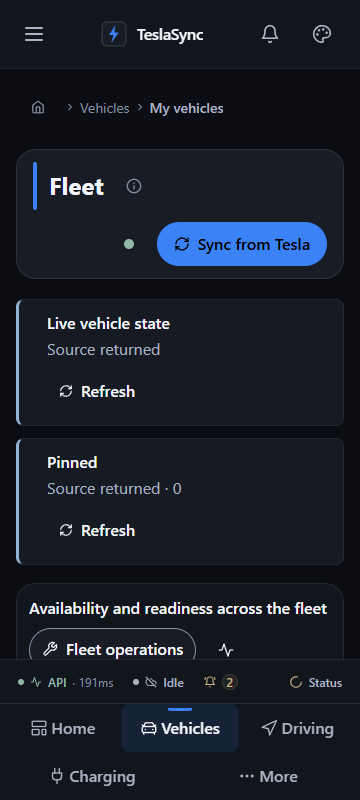 TeslaSync
Vehicles
My vehicles
Fleet
Sync from Tesla
Live vehicle state
Source returned
Refresh
Pinned
Source returned · 0
Refresh
Availability and readiness across the fleet
Fleet operations
API · 191ms
Idle
2
Status
Home
Vehicles
Driving
Charging
More